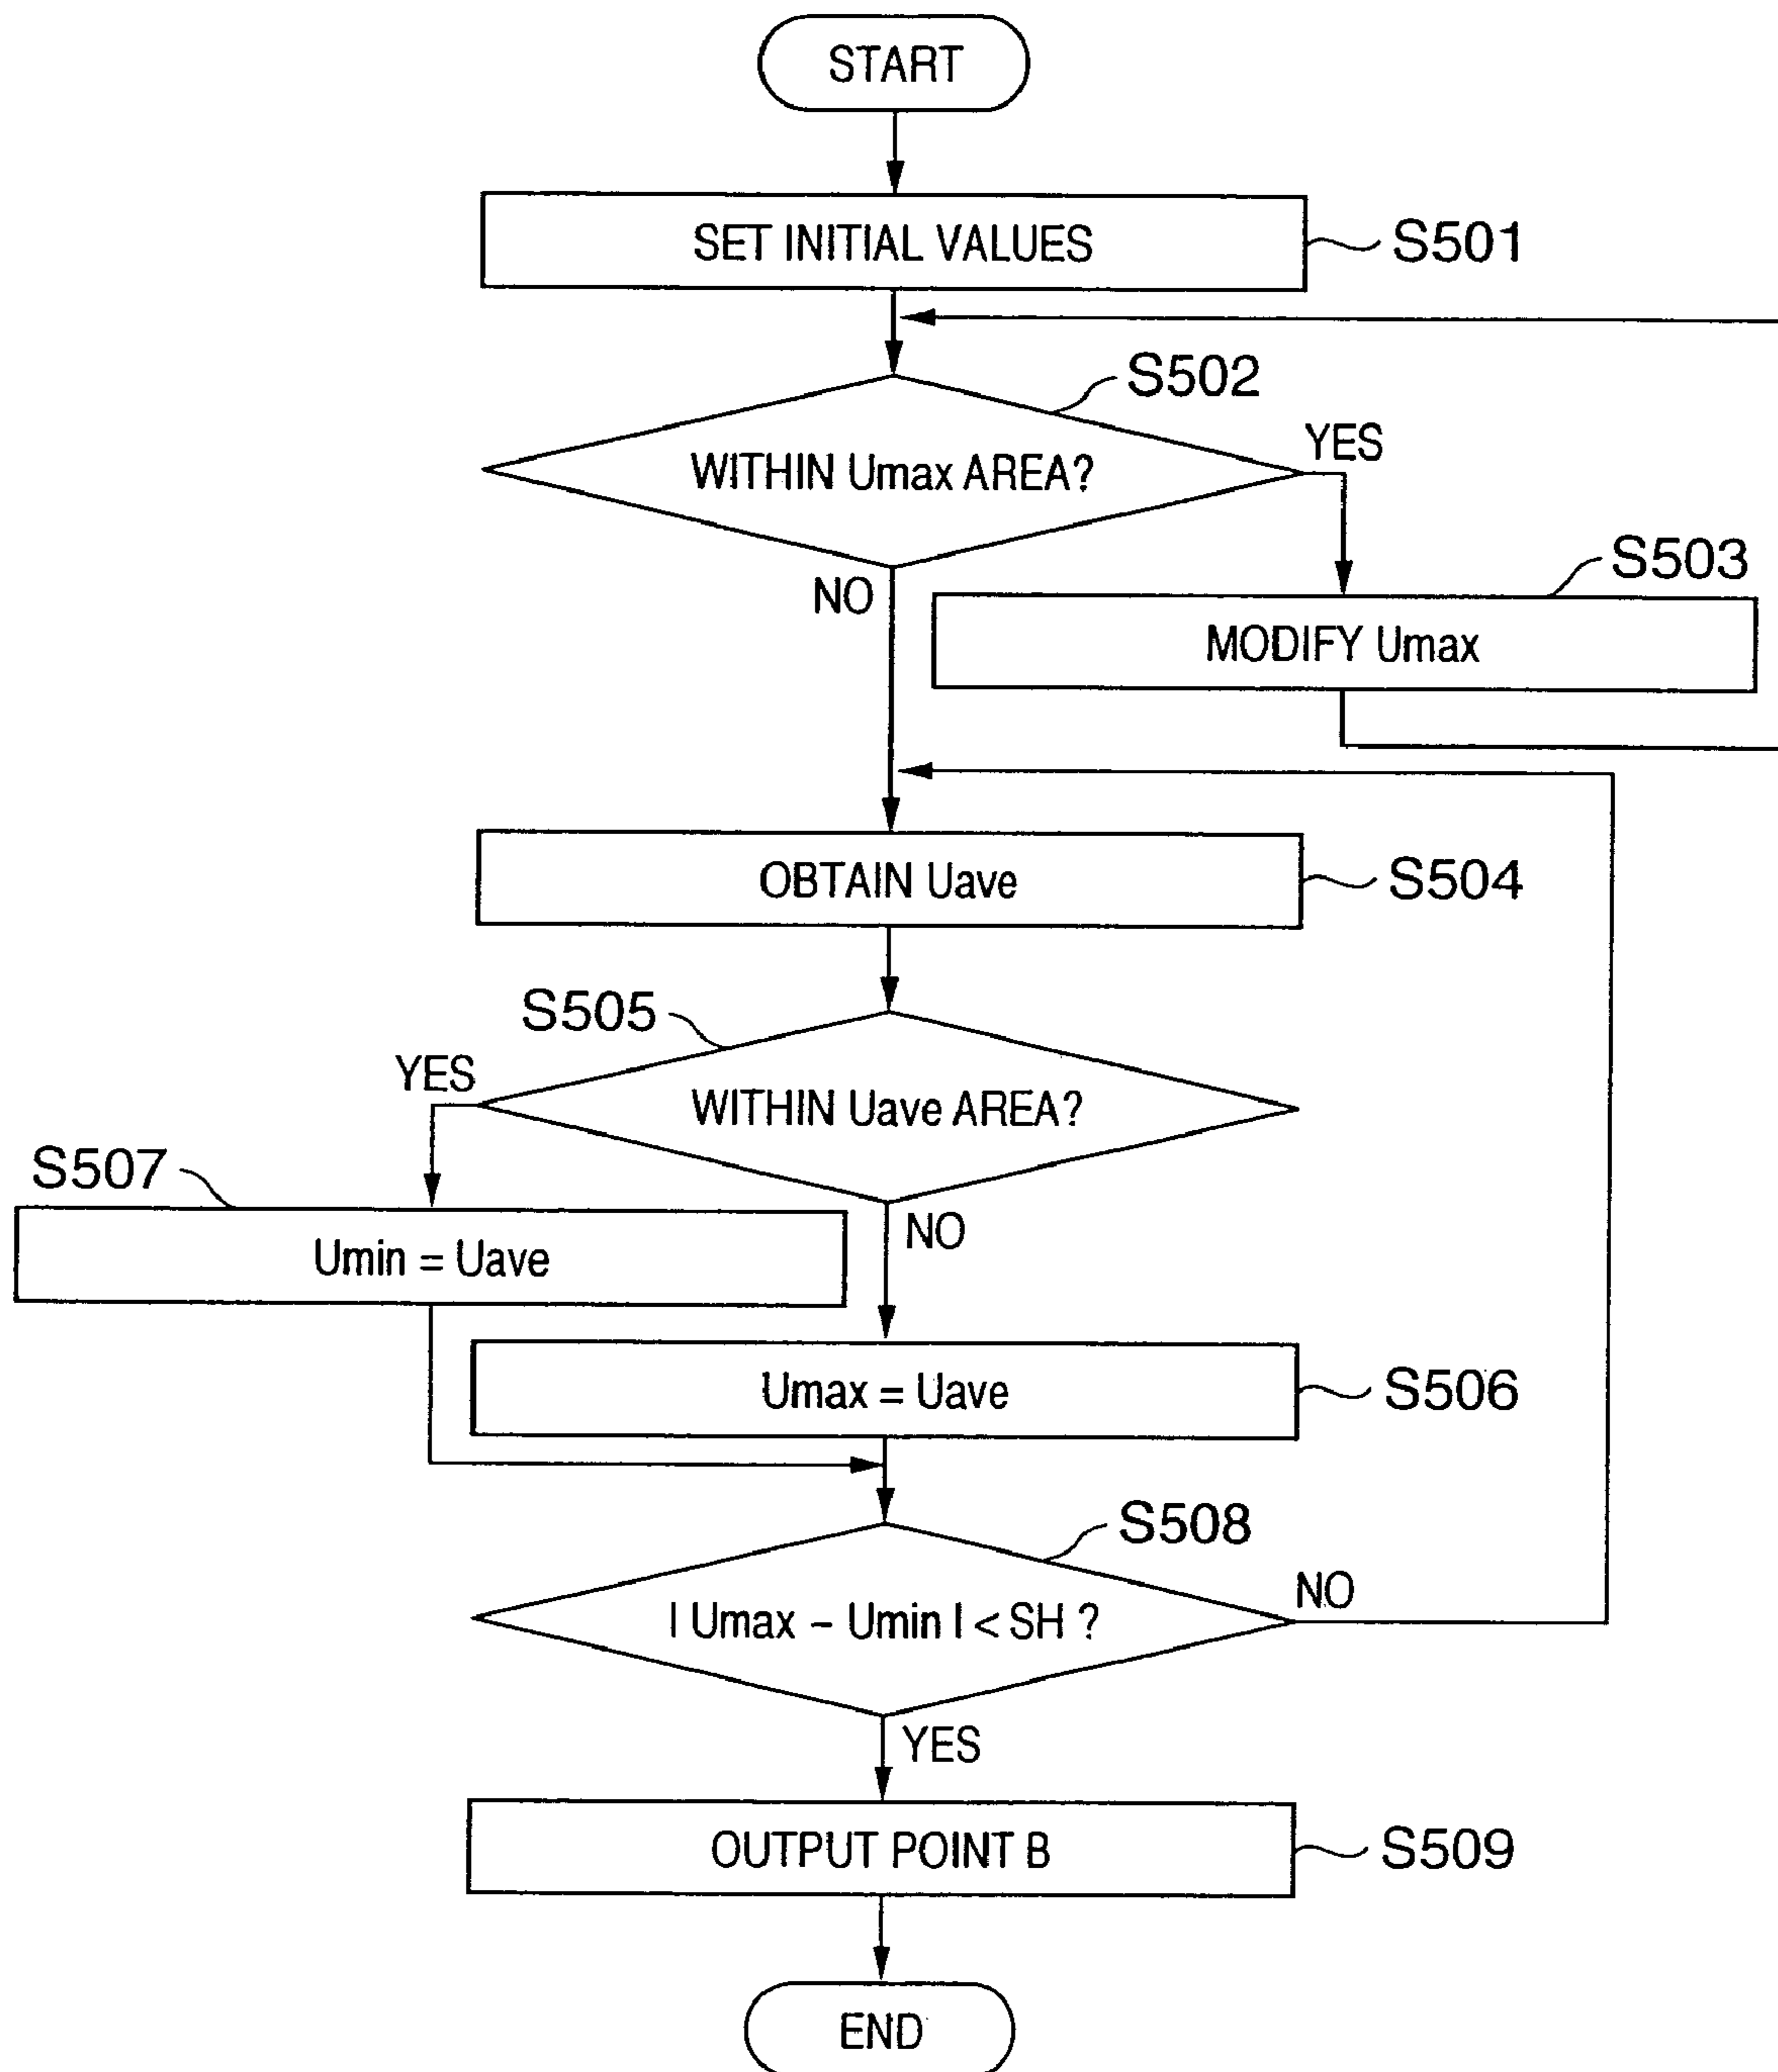 START
SET INITIAL VALUES
S501
S502
WITHIN Umax AREA?
YES
NO
S503
MODIFY Umax
OBTAIN Uave
S504
S505
YES
WITHIN Uave AREA?
S507
NO
Umin = Uave
Umax = Uave
S506
S508
| Umax – Umin | < SH ?
NO
YES
OUTPUT POINT B
S509
END